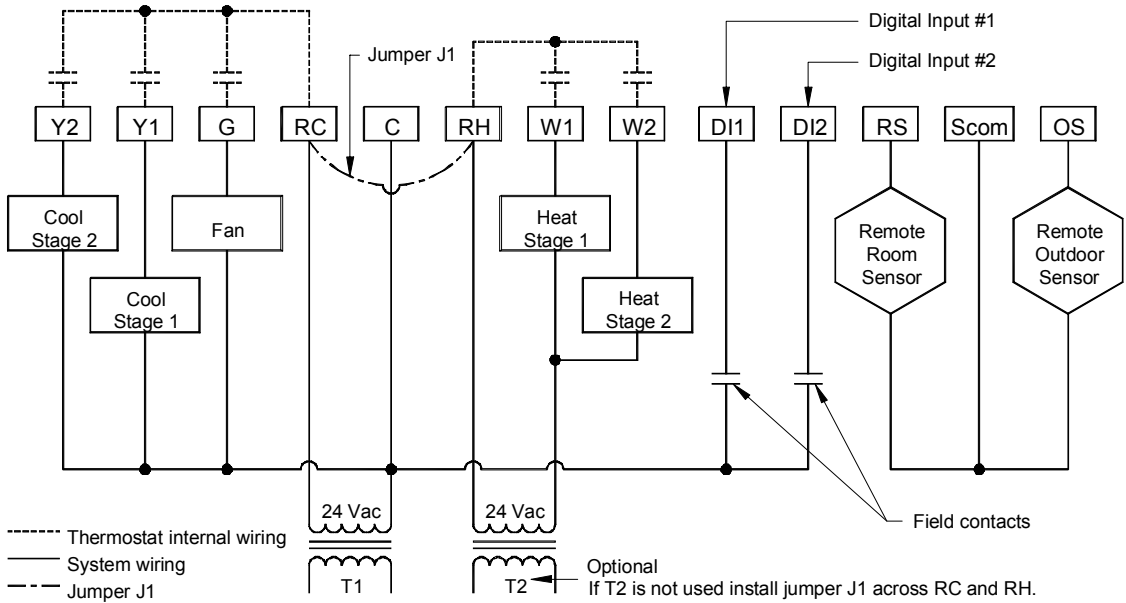 Digital Input #1
Jumper J1
Digital Input #2
Y2 Y1 G RC C RH W1 W2 DI1 DI2 RS Scom OS
Cool
Stage 2
Fan
Heat
Stage 1
Remote
Room
Sensor
Remote
Outdoor
Sensor
Cool
Stage 1
Heat
Stage 2
24 Vac
24 Vac
Field contacts
Thermostat internal wiring
System wiring
Jumper J1
T1
T2
Optional
If T2 is not used install jumper J1 across RC and RH.